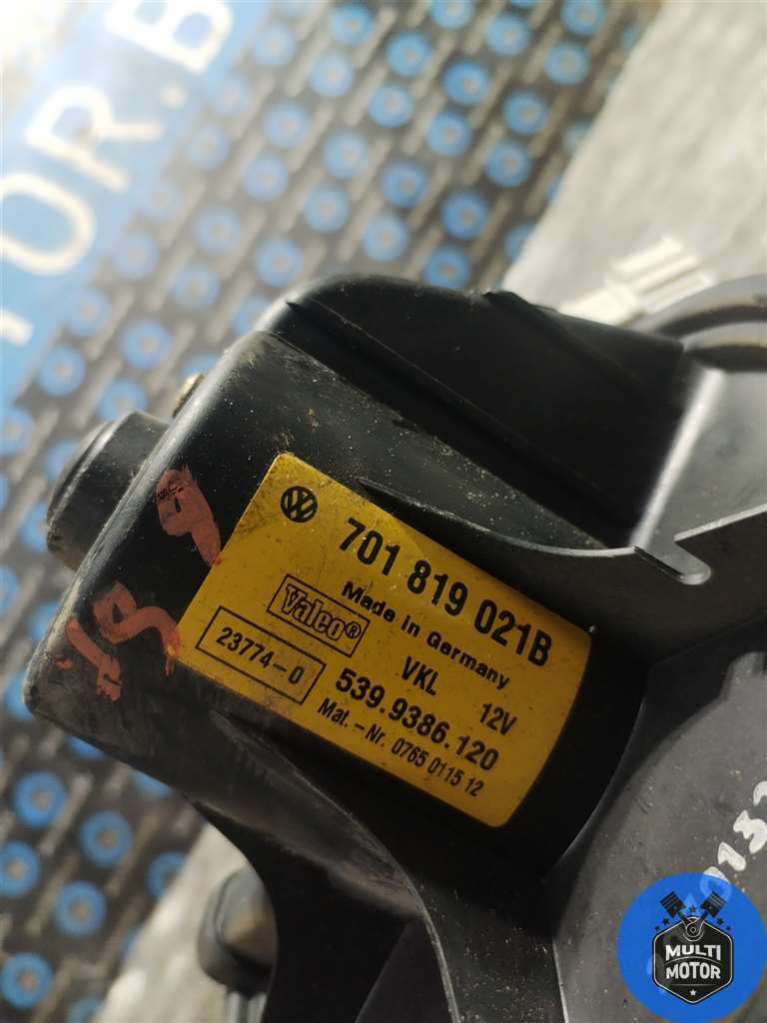 TOR.B
701 819 021B
Made in Germany
Valeo®
VKL 12V
23774-0
539.9386.120
Mat.-Nr. 0765 0115 12
MULTI
MOTOR